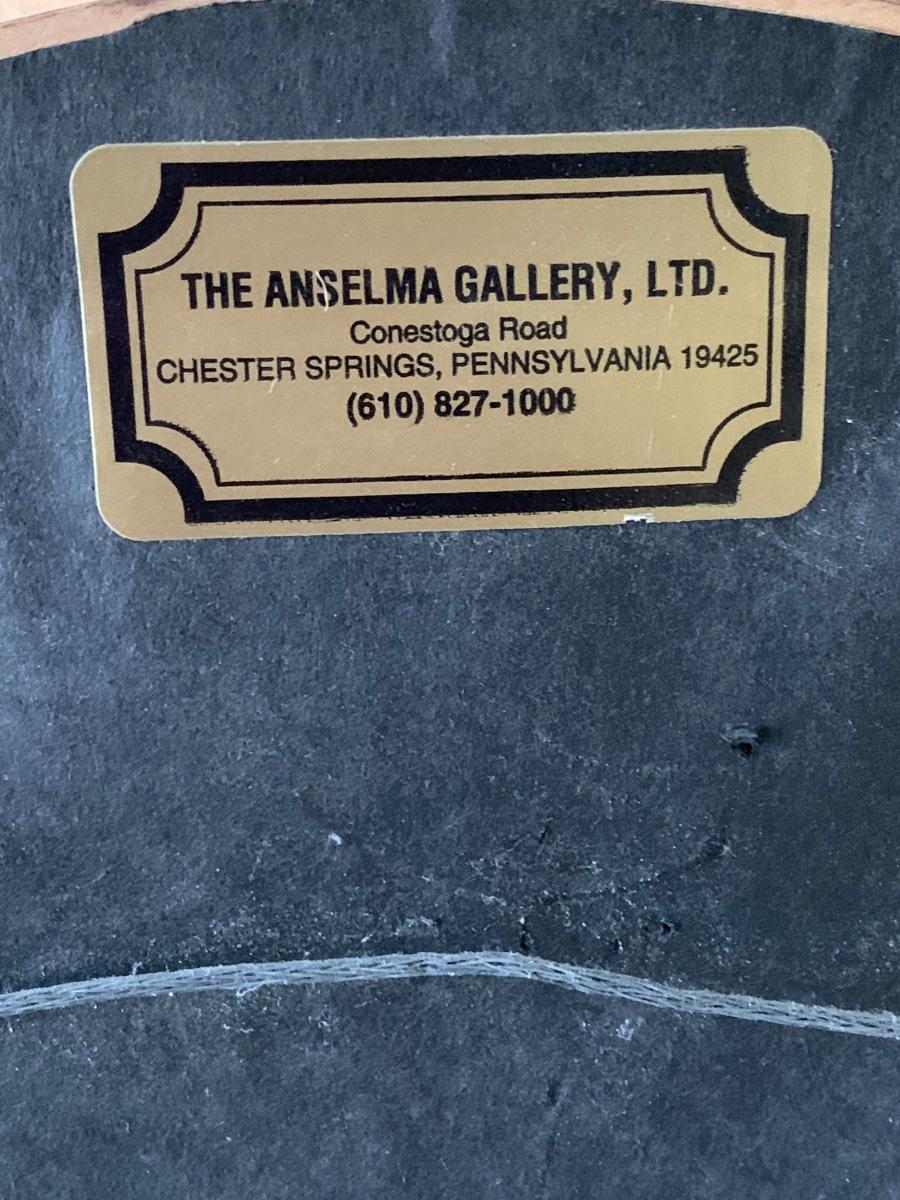 THE ANSELMA GALLERY, LTD.
Conestoga Road
CHESTER SPRINGS, PENNSYLVANIA 19425
(610) 827-1000